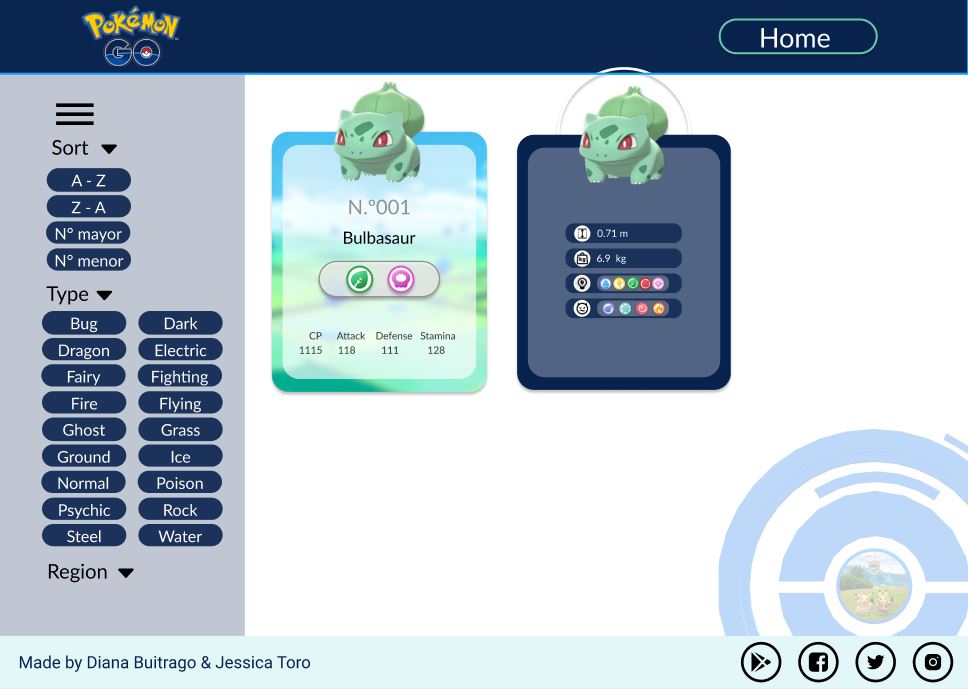 POKÉMON
GO
Home
Sort
A - Z
Z - A
N° mayor
N° menor
Type
Bug
Dark
Dragon
Electric
Fairy
Fighting
Fire
Flying
Ghost
Grass
Ground
Ice
Normal
Poison
Psychic
Rock
Steel
Water
Region
N.º001
Bulbasaur
CP Attack Defense Stamina
1115 118 111 128
0.71 m
6.9 kg
Made by Diana Buitrago & Jessica Toro